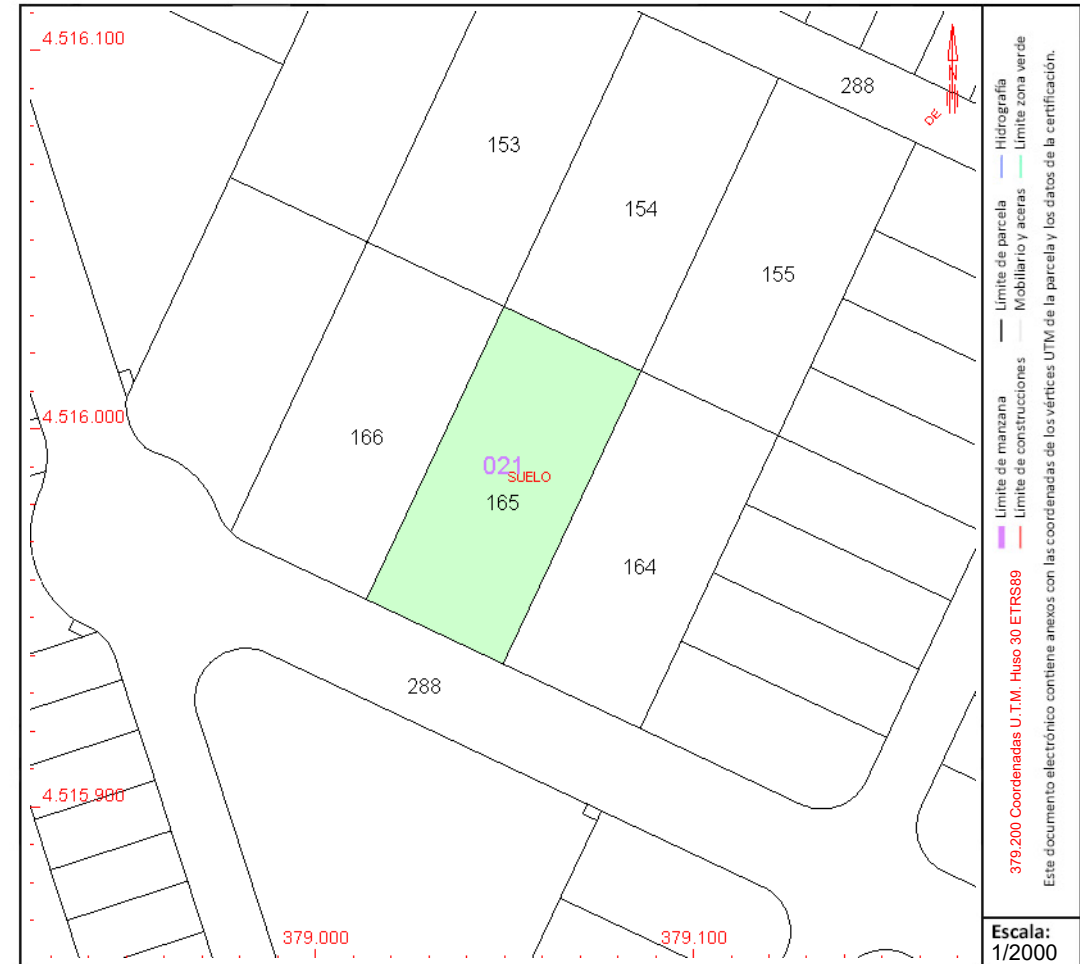 4.516.100
288
DE
N
153
154
155
4.516.000
166
021
SUELO
165
164
288
4.515.900
379.000
379.100
Hidrografía
Límite zona verde
Límite de parcela
Mobiliario y aceras
Límite de manzana
Límite de construcciones
379.200 Coordenadas U.T.M. Huso 30 ETRS89
Este documento electrónico contiene anexos con las coordenadas de los vértices UTM de la parcela y los datos de la certificación.
Escala:
1/2000